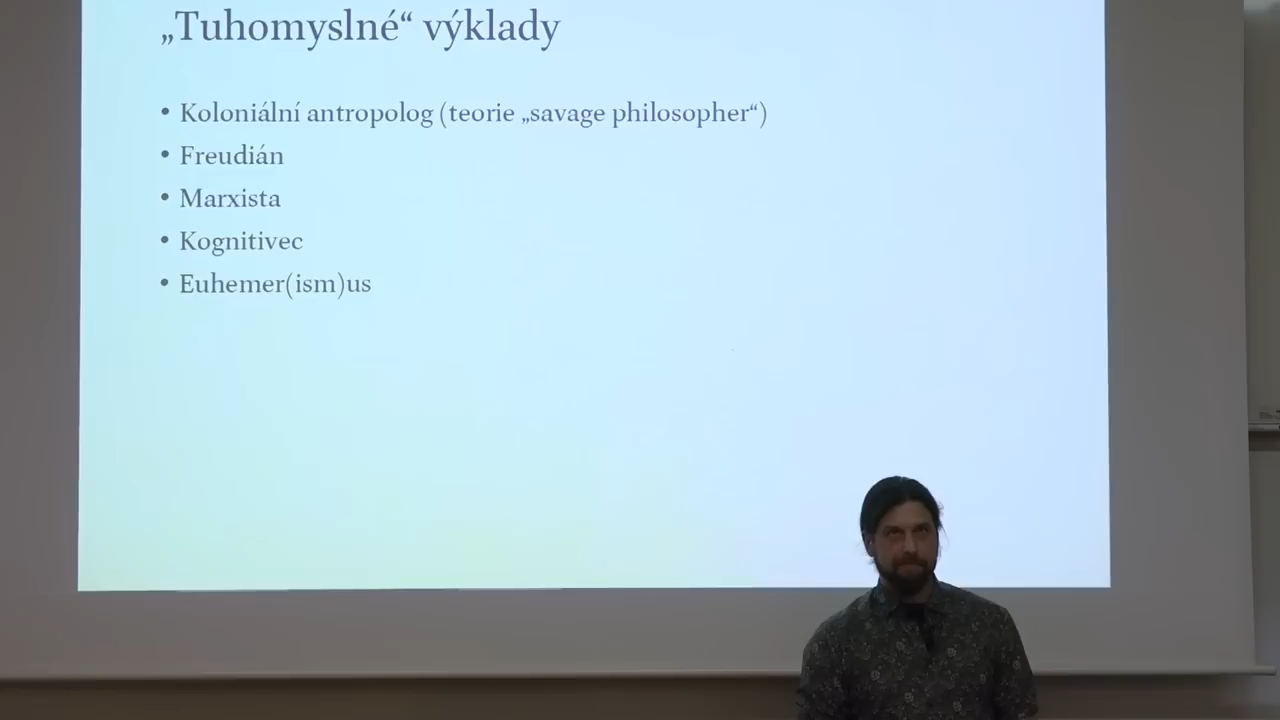 „Tuhomyslné“ výklady
• Koloniální antropolog (teorie „savage philosopher“)
• Freudián
• Marxista
• Kognitivec
• Euhemer(ism)us